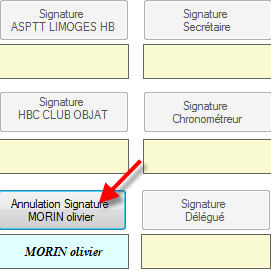 Signature
ASPTT LIMOGES HB
Signature
Secrétaire
Signature
HBC CLUB OBJAT
Signature
Chronométreur
Annulation Signature
MORIN olivier
Signature
Délégué
MORIN olivier